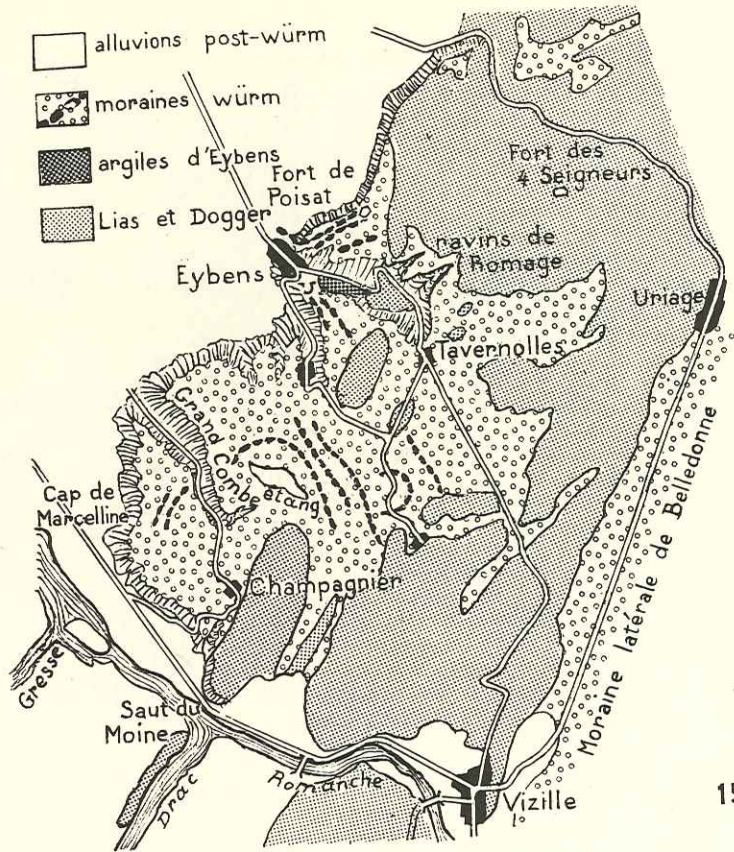 alluvions post-würm
moraines würm
argiles d'Eybens
Lias et Dogger
Fort de
Poisat
Fort des
4 Seigneurs
Eybens
ravins de
Romage
Uriage
Tavernolles
Grand
Combe
étang
Cap de
Marcelline
Champagnier
Moraine latérale de Belledonne
Gresse
Saut du
Moine
Drac
Romanche
Vizille
15